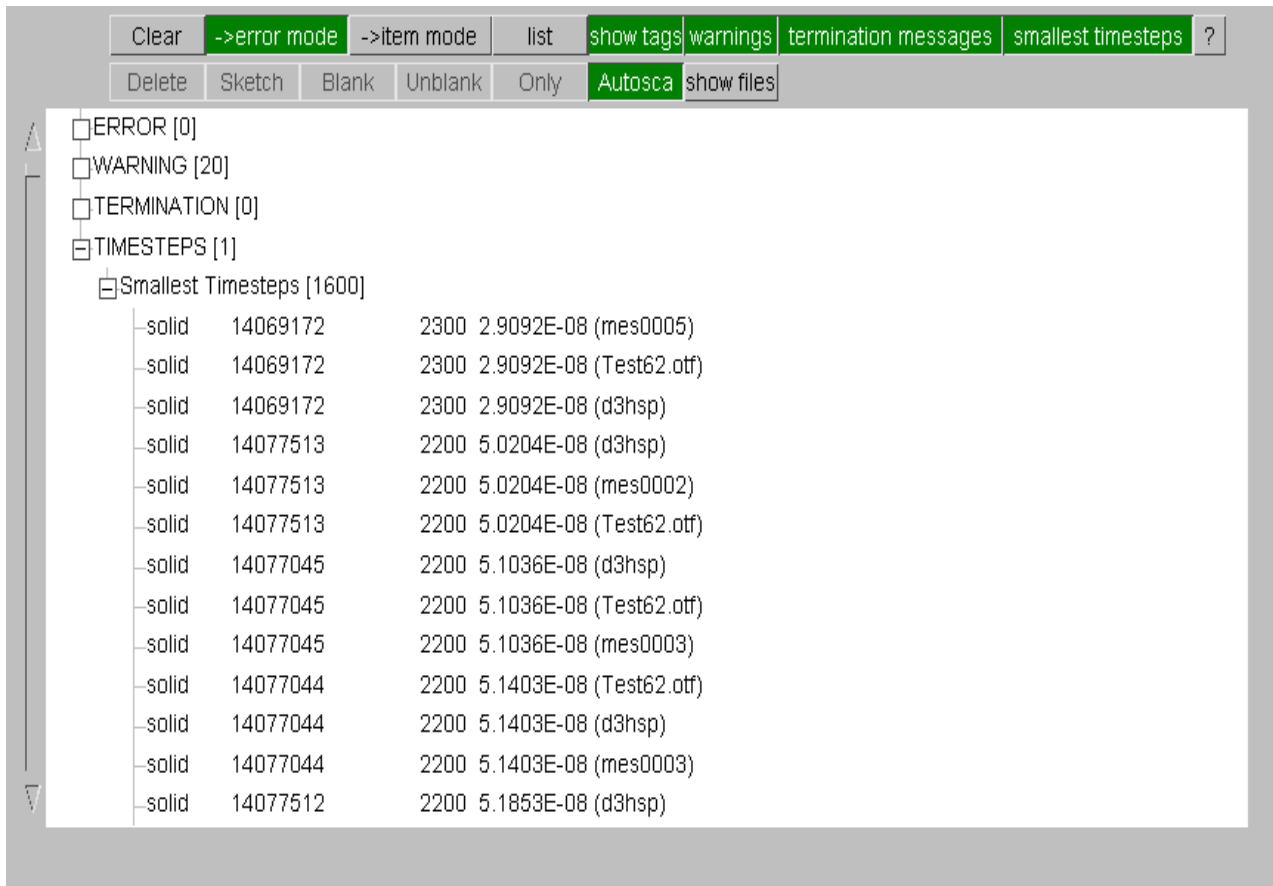 Clear ->error mode ->item mode list show tags warnings termination messages smallest timesteps ?
Delete Sketch Blank Unblank Only Autosca show files
ERROR [0]
WARNING [20]
TERMINATION [0]
TIMESTEPS [1]
Smallest Timesteps [1600]
solid 14069172 2300 2.9092E-08 (mes0005)
solid 14069172 2300 2.9092E-08 (Test62.otf)
solid 14069172 2300 2.9092E-08 (d3hsp)
solid 14077513 2200 5.0204E-08 (d3hsp)
solid 14077513 2200 5.0204E-08 (mes0002)
solid 14077513 2200 5.0204E-08 (Test62.otf)
solid 14077045 2200 5.1036E-08 (d3hsp)
solid 14077045 2200 5.1036E-08 (Test62.otf)
solid 14077045 2200 5.1036E-08 (mes0003)
solid 14077044 2200 5.1403E-08 (Test62.otf)
solid 14077044 2200 5.1403E-08 (d3hsp)
solid 14077044 2200 5.1403E-08 (mes0003)
solid 14077512 2200 5.1853E-08 (d3hsp)